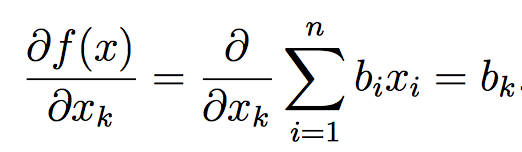 ∂f(x)/∂x_k = ∂/∂x_k ∑_{i=1}^{n} b_i x_i = b_k.